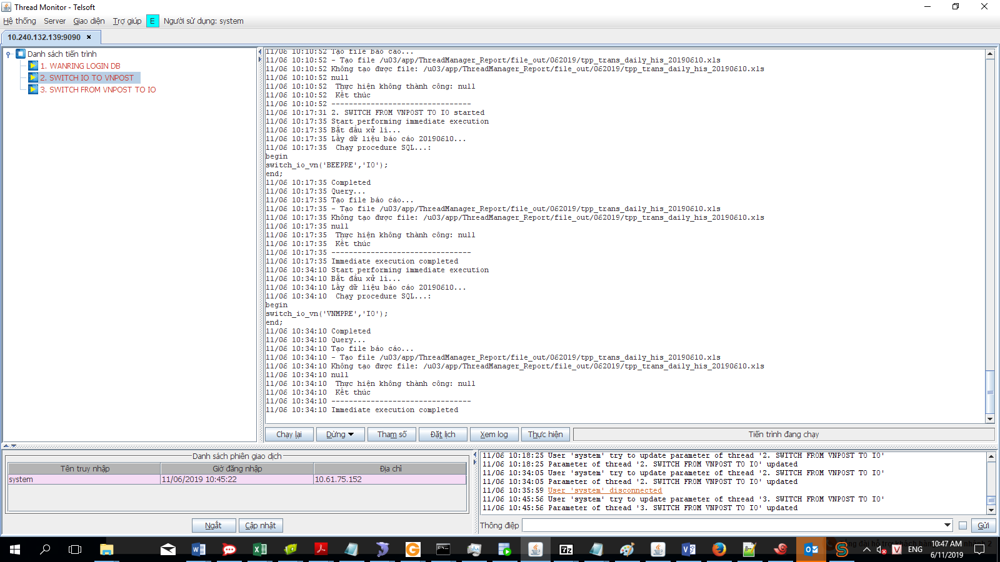 Thread Monitor - Telsoft
Hệ thống Server Giao diện Trợ giúp E Người sử dụng: system
10.240.132.139:9090
Danh sách tiến trình
1. WANRING LOGIN DB
2. SWITCH IO TO VNPOST
3. SWITCH FROM VNPOST TO IO
11/06 10:10:52 Tạo file báo cáo...
11/06 10:10:52 - Tạo file /u03/app/ThreadManager_Report/file_out/062019/tpp_trans_daily_his_20190610.xls
11/06 10:10:52 Không tạo được file: /u03/app/ThreadManager_Report/file_out/062019/tpp_trans_daily_his_20190610.xls
11/06 10:10:52 null
11/06 10:10:52  Thực hiện không thành công: null
11/06 10:10:52  Kết thúc
11/06 10:10:52 --------------------------------
11/06 10:17:31 2. SWITCH FROM VNPOST TO IO started
11/06 10:17:35 Start performing immediate execution
11/06 10:17:35 Bắt đầu xử lí...
11/06 10:17:35 Lấy dữ liệu báo cáo 20190610...
11/06 10:17:35  Chạy procedure SQL...:
begin
switch_io_vn('BEEPRE','IO');
end;
11/06 10:17:35 Completed
11/06 10:17:35 Query...
11/06 10:17:35 Tạo file báo cáo...
11/06 10:17:35 - Tạo file /u03/app/ThreadManager_Report/file_out/062019/tpp_trans_daily_his_20190610.xls
11/06 10:17:35 Không tạo được file: /u03/app/ThreadManager_Report/file_out/062019/tpp_trans_daily_his_20190610.xls
11/06 10:17:35 null
11/06 10:17:35  Thực hiện không thành công: null
11/06 10:17:35  Kết thúc
11/06 10:17:35 --------------------------------
11/06 10:17:35 Immediate execution completed
11/06 10:34:10 Start performing immediate execution
11/06 10:34:10 Bắt đầu xử lí...
11/06 10:34:10 Lấy dữ liệu báo cáo 20190610...
11/06 10:34:10  Chạy procedure SQL...:
begin
switch_io_vn('VNMPRE','IO');
end;
11/06 10:34:10 Completed
11/06 10:34:10 Query...
11/06 10:34:10 Tạo file báo cáo...
11/06 10:34:10 - Tạo file /u03/app/ThreadManager_Report/file_out/062019/tpp_trans_daily_his_20190610.xls
11/06 10:34:10 Không tạo được file: /u03/app/ThreadManager_Report/file_out/062019/tpp_trans_daily_his_20190610.xls
11/06 10:34:10 null
11/06 10:34:10  Thực hiện không thành công: null
11/06 10:34:10  Kết thúc
11/06 10:34:10 --------------------------------
11/06 10:34:10 Immediate execution completed
Chạy lại Dừng Tham số Đặt lịch Xem log Thực hiện Tiến trình đang chạy
Danh sách phiên giao dịch
Tên truy nhập Giờ đăng nhập Địa chỉ
system 11/06/2019 10:45:22 10.61.75.152
Ngắt Cập nhật
11/06 10:18:25 User 'system' try to update parameter of thread '2. SWITCH FROM VNPOST TO IO'
11/06 10:18:25 Parameter of thread '2. SWITCH FROM VNPOST TO IO' updated
11/06 10:34:05 User 'system' try to update parameter of thread '2. SWITCH FROM VNPOST TO IO'
11/06 10:34:05 Parameter of thread '2. SWITCH FROM VNPOST TO IO' updated
11/06 10:35:59 User 'system' disconnected
11/06 10:45:56 User 'system' try to update parameter of thread '3. SWITCH FROM VNPOST TO IO'
11/06 10:45:56 Parameter of thread '3. SWITCH FROM VNPOST TO IO' updated
Thông điệp Gửi
ENG 10:47 AM
6/11/2019